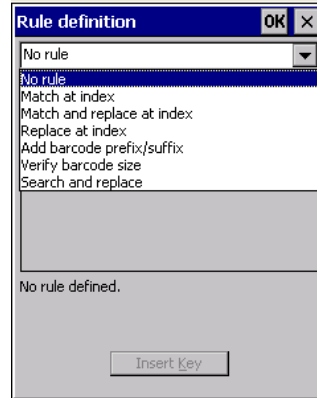 Rule definition OK ×
No rule
No rule
Match at index
Match and replace at index
Replace at index
Add barcode prefix/suffix
Verify barcode size
Search and replace
No rule defined.
Insert Key